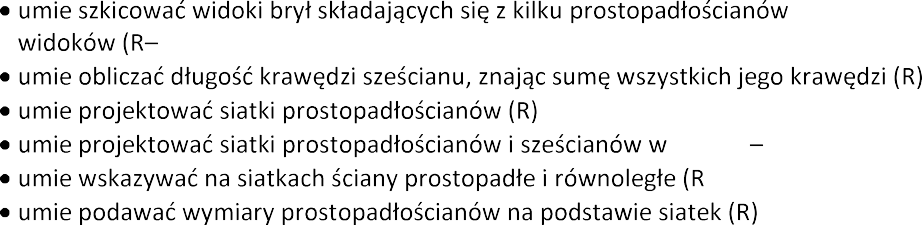 • umie szkicować widoki brył składających się z kilku prostopadłościanów
widoków (R–
• umie obliczać długość krawędzi sześcianu, znając sumę wszystkich jego krawędzi (R)
• umie projektować siatki prostopadłościanów (R)
• umie projektować siatki prostopadłościanów i sześcianów w –
• umie wskazywać na siatkach ściany prostopadłe i równoległe (R
• umie podawać wymiary prostopadłościanów na podstawie siatek (R)